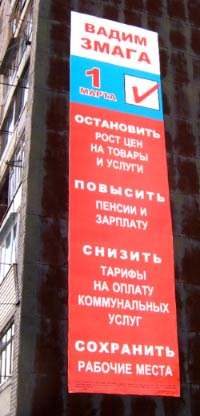 ВАДИМ
ЗМАГА
1
МАРТА
ОСТАНОВИТЬ
РОСТ ЦЕН
НА ТОВАРЫ
И УСЛУГИ
ПОВЫСИТЬ
ПЕНСИИ И
ЗАРПЛАТУ
СНИЗИТЬ
ТАРИФЫ
НА ОПЛАТУ
КОММУНАЛЬНЫХ
УСЛУГ
СОХРАНИТЬ
РАБОЧИЕ МЕСТА